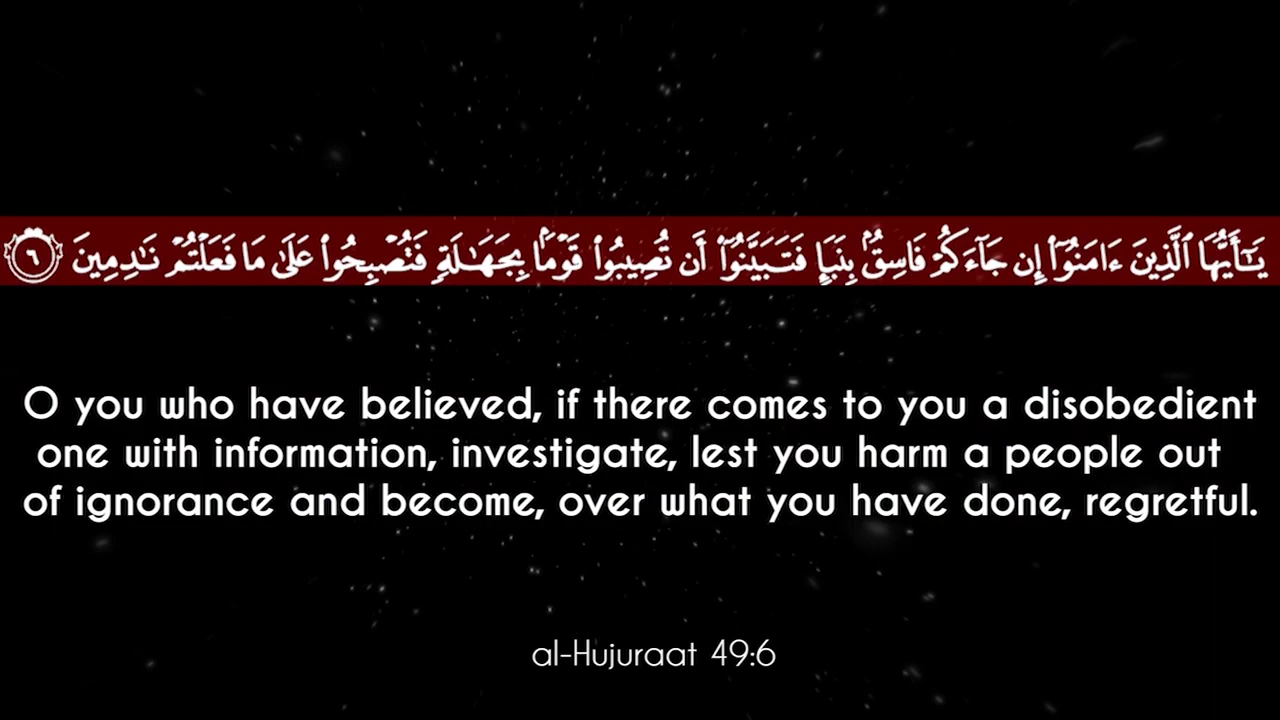 يَـٰٓأَيُّهَا ٱلَّذِينَ ءَامَنُوٓا۟ إِن جَآءَكُمْ فَاسِقٌۢ بِنَبَإٍ فَتَبَيَّنُوٓا۟ أَن تُصِيبُوا۟ قَوْمًۢا بِجَهَـٰلَةٍ فَتُصْبِحُوا۟ عَلَىٰ مَا فَعَلْتُمْ نَـٰدِمِينَ ٦
O you who have believed, if there comes to you a disobedient
one with information, investigate, lest you harm a people out
of ignorance and become, over what you have done, regretful.
al-Hujuraat 49:6